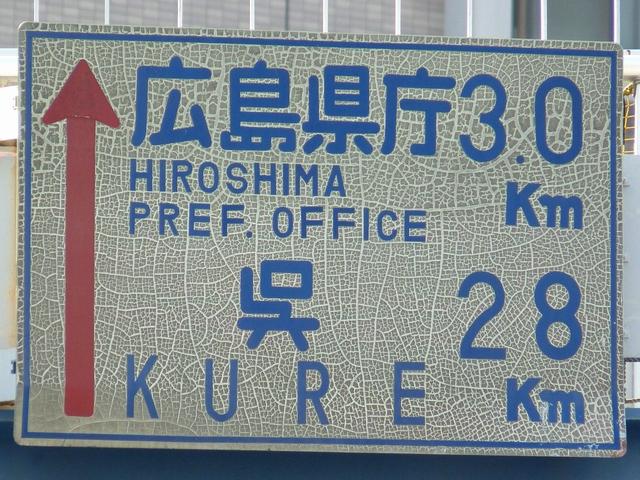 広島県庁 3.0
HIROSHIMA
PREF. OFFICE Km
呉 28
KURE Km